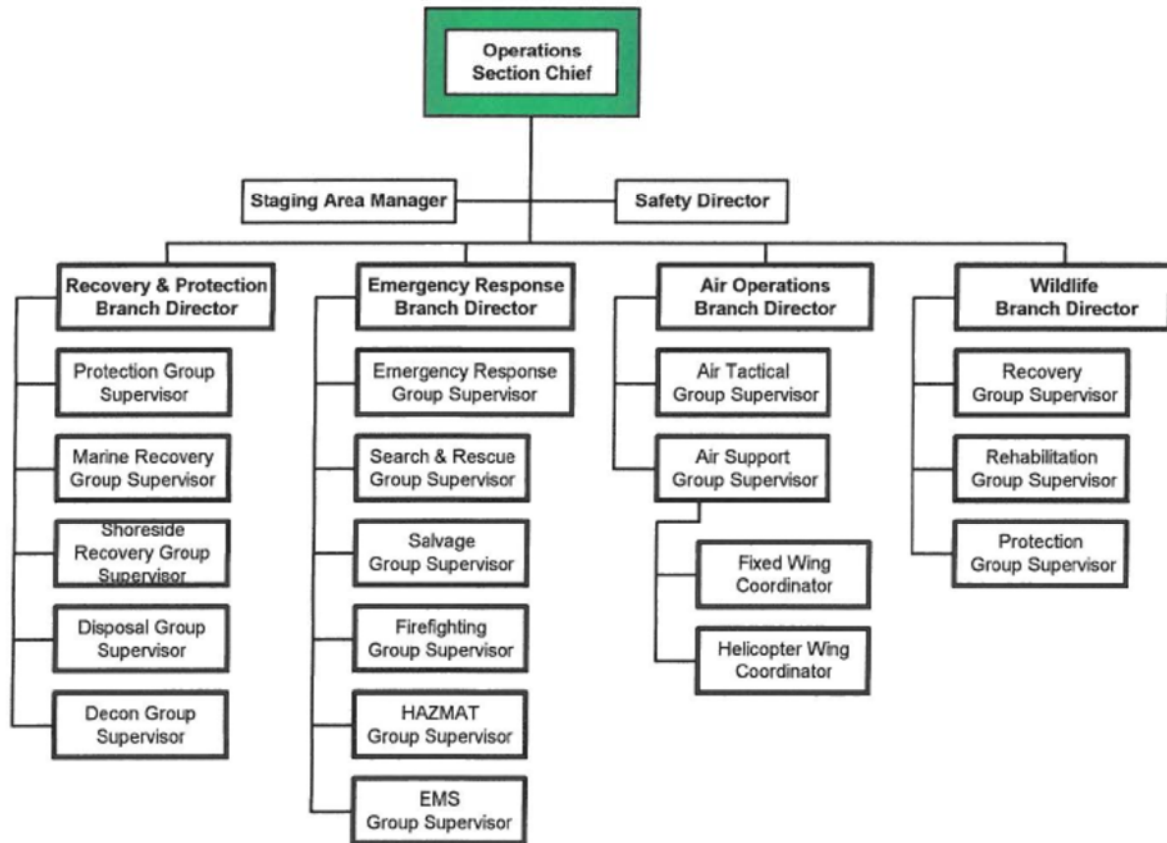 Operations
Section Chief
Staging Area Manager
Safety Director
Recovery & Protection
Branch Director
Protection Group
Supervisor
Marine Recovery
Group Supervisor
Shoreside
Recovery Group
Supervisor
Disposal Group
Supervisor
Decon Group
Supervisor
Emergency Response
Branch Director
Emergency Response
Group Supervisor
Search & Rescue
Group Supervisor
Salvage
Group Supervisor
Firefighting
Group Supervisor
HAZMAT
Group Supervisor
EMS
Group Supervisor
Air Operations
Branch Director
Air Tactical
Group Supervisor
Air Support
Group Supervisor
Fixed Wing
Coordinator
Helicopter Wing
Coordinator
Wildlife
Branch Director
Recovery
Group Supervisor
Rehabilitation
Group Supervisor
Protection
Group Supervisor